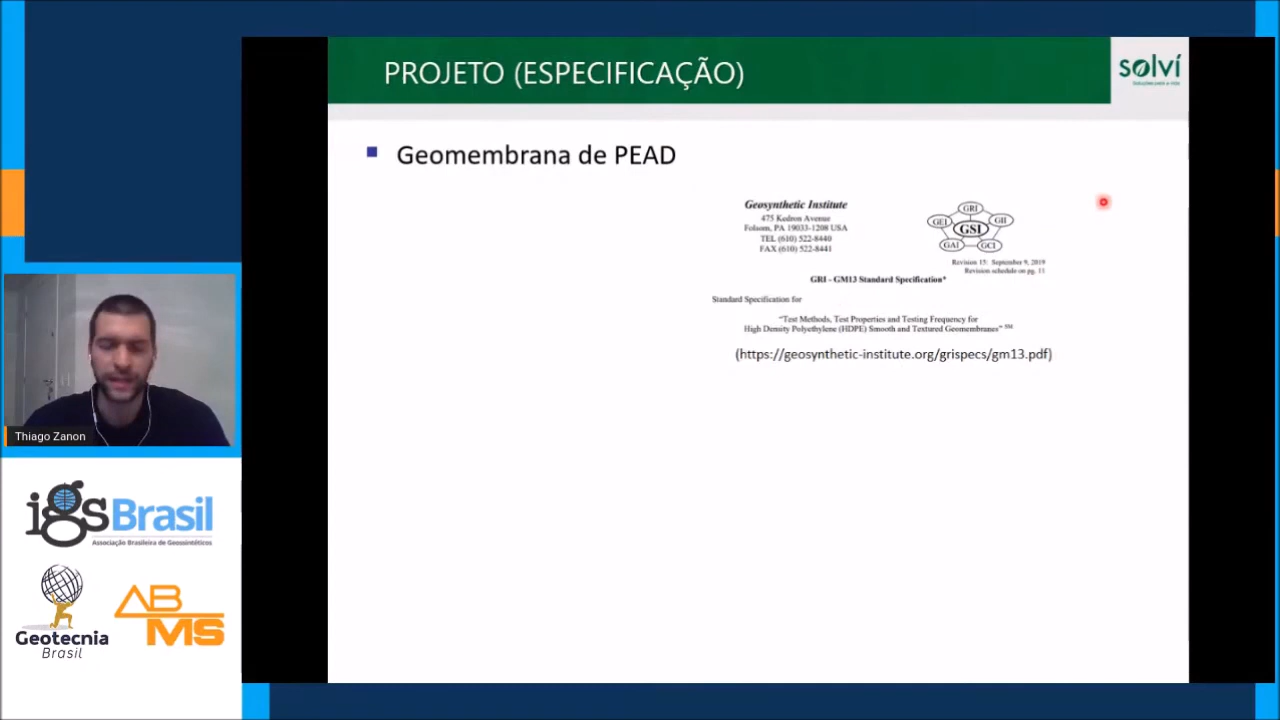 PROJETO (ESPECIFICAÇÃO)
solví
Soluções para a vida
Geomembrana de PEAD
Geosynthetic Institute
475 Kedron Avenue
Folsom, PA 19033-1208 USA
TEL (610) 522-8440
FAX (610) 522-8441
GRI
GEI
GII
GSI
GAI
GCI
Revision 15: September 9, 2019
Revision schedule on pg. 11
GRI - GM13 Standard Specification*
Standard Specification for
“Test Methods, Test Properties and Testing Frequency for
High Density Polyethylene (HDPE) Smooth and Textured Geomembranes” SM
(https://geosynthetic-institute.org/grispecs/gm13.pdf)
Thiago Zanon
igsBrasil
Associação Brasileira de Geossintéticos
Geotecnia
Brasil
ABMS